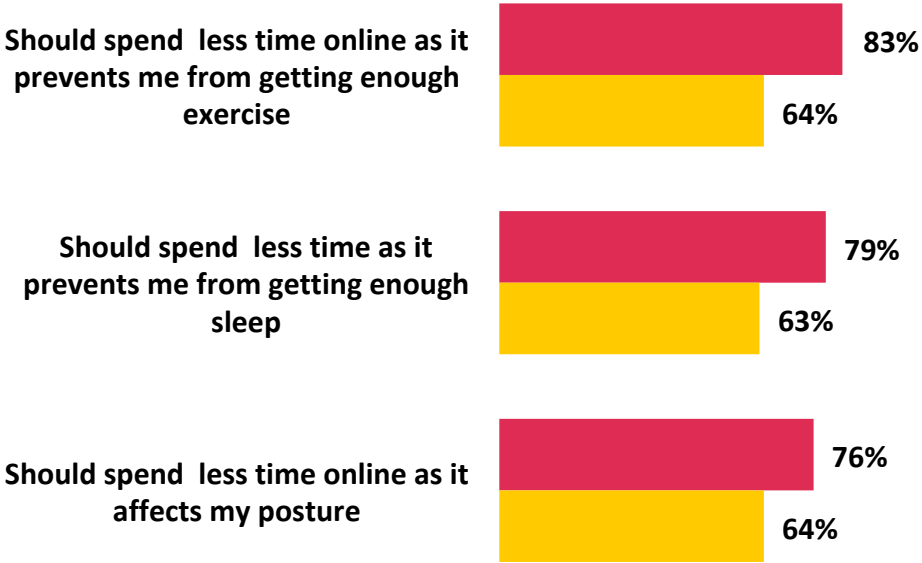 Should spend  less time online as it
prevents me from getting enough
exercise
83%
64%
Should spend  less time as it
prevents me from getting enough
sleep
79%
63%
Should spend  less time online as it
affects my posture
76%
64%